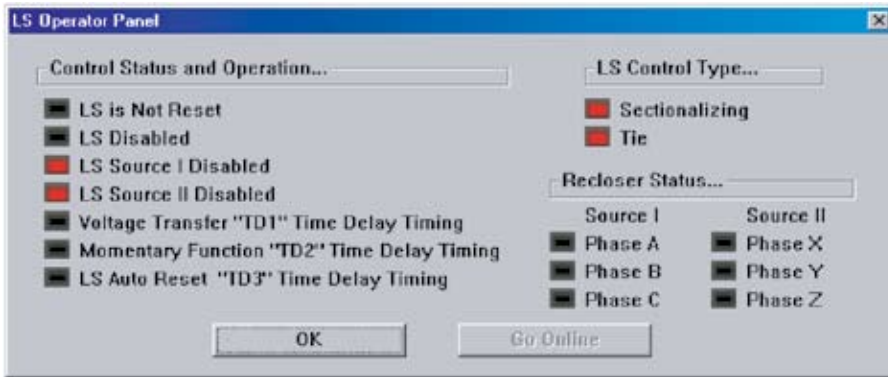 LS Operator Panel
Control Status and Operation...
LS is Not Reset
LS Disabled
LS Source I Disabled
LS Source II Disabled
Voltage Transfer "TD1" Time Delay Timing
Momentary Function "TD2" Time Delay Timing
LS Auto Reset "TD3" Time Delay Timing
LS Control Type...
Sectionalizing
Tie
Recloser Status...
Source I
Source II
Phase A
Phase X
Phase B
Phase Y
Phase C
Phase Z
OK
Go Online